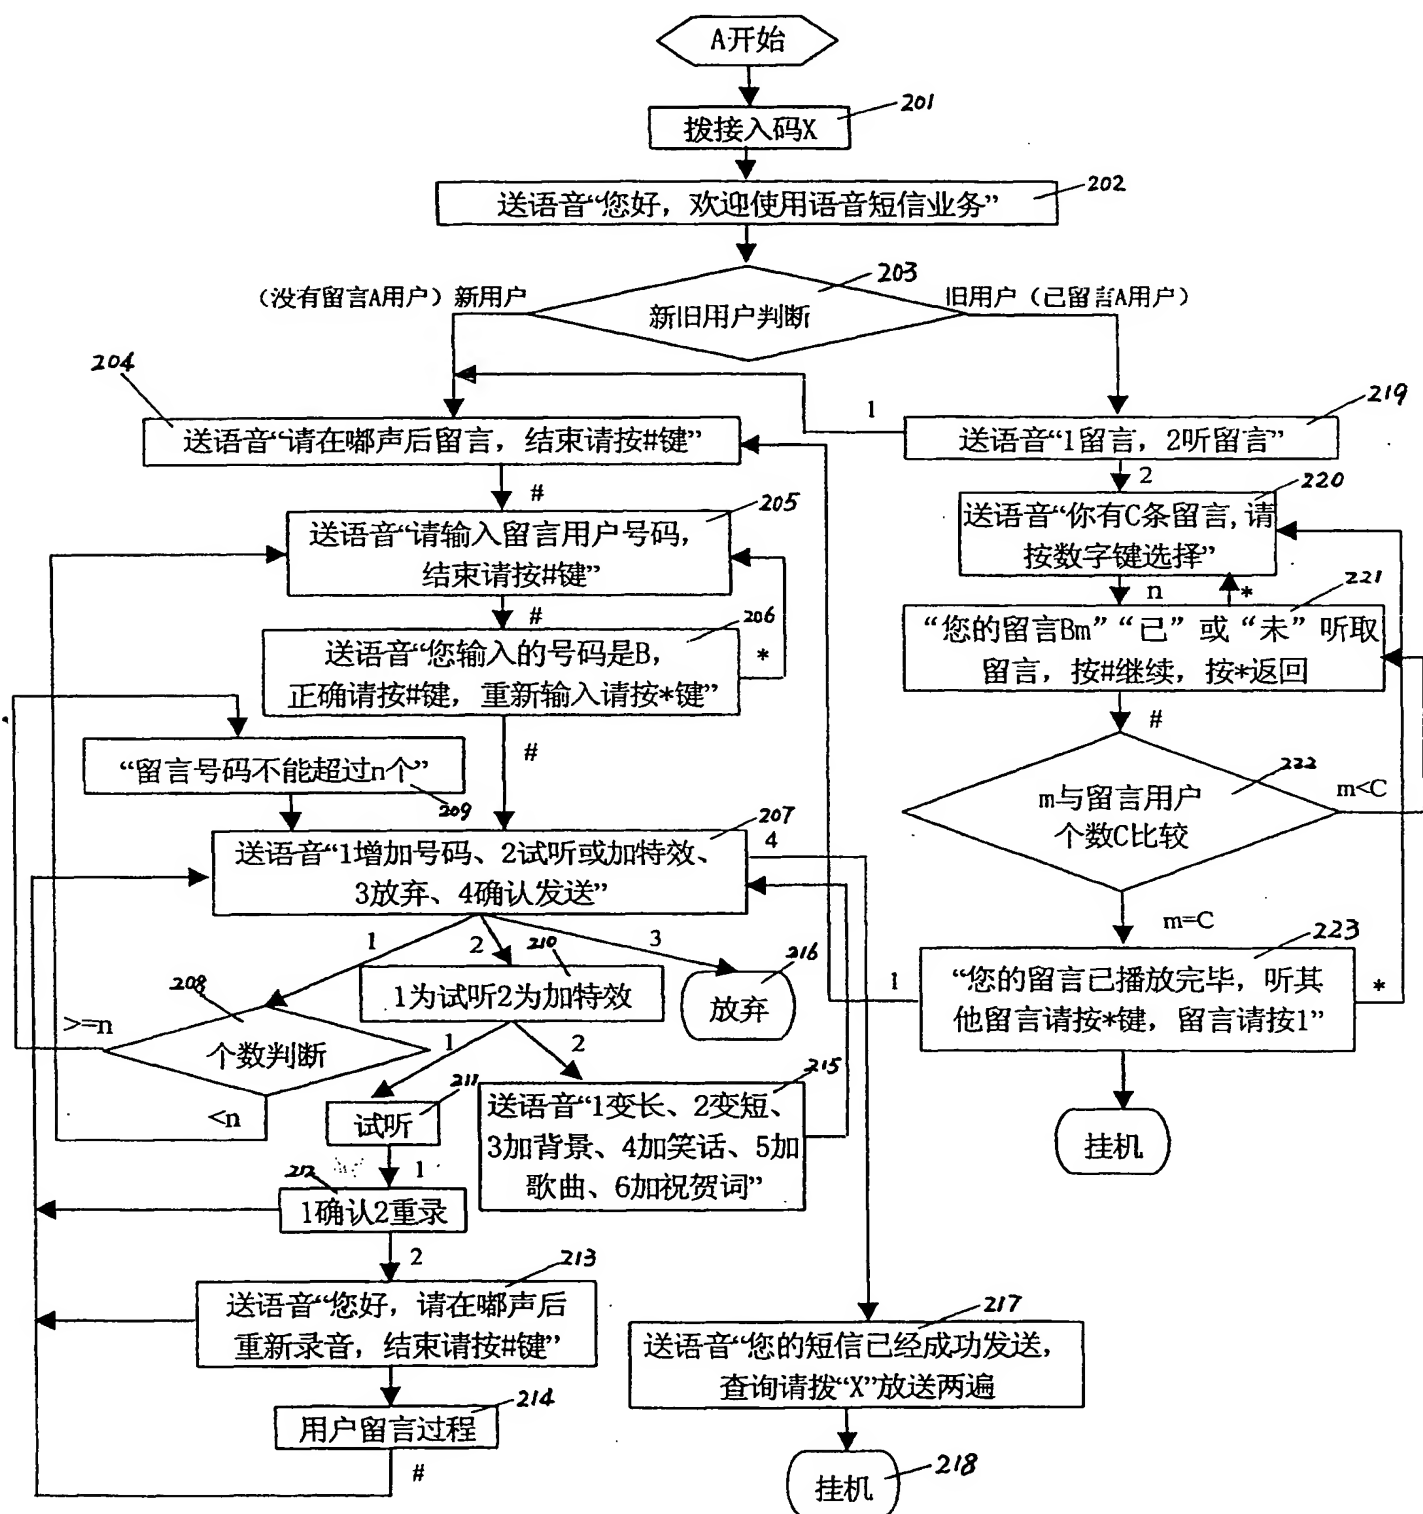 A开始
拨接入码X
201
送语音“您好，欢迎使用语音短信业务”
202
203
（没有留言A用户）新用户
旧用户（已留言A用户）
新旧用户判断
204
送语音“请在嘟声后留言，结束请按#键”
1
219
送语音“1留言，2听留言”
#
2
205
送语音“请输入留言用户号码，
结束请按#键”
220
送语音“你有C条留言,请
按数字键选择”
#
n
*
206
送语音“您输入的号码是B，
正确请按#键，重新输入请按*键”
*
221
“您的留言Bm”“已”或“未”听取
留言，按#继续，按*返回
#
#
“留言号码不能超过n个”
209
222
m与留言用户
个数C比较
m<C
207
送语音“1增加号码、2试听或加特效、
3放弃、4确认发送”
4
m=C
1
2
210
3
216
放弃
1为试听2为加特效
223
1
“您的留言已播放完毕，听其
他留言请按*键，留言请按1”
*
208
>=n
个数判断
<n
1
2
211
试听
215
送语音“1变长、2变短、
3加背景、4加笑话、5加
歌曲、6加祝贺词”
挂机
212
1
1确认2重录
2
213
送语音“您好，请在嘟声后
重新录音，结束请按#键”
217
送语音“您的短信已经成功发送，
查询请拨“X”放送两遍
214
用户留言过程
#
218
挂机